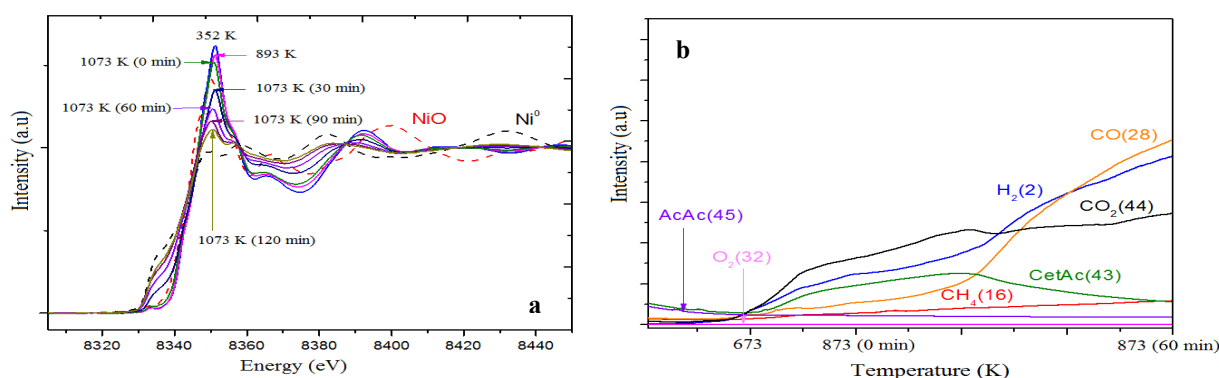 352 K
893 K
1073 K (0 min)
1073 K (30 min)
1073 K (60 min)
1073 K (90 min)
NiO
Ni⁰
1073 K (120 min)
a
Intensity (a.u)
8320 8340 8360 8380 8400 8420 8440
Energy (eV)
b
Intensity (a.u)
CO(28)
H₂(2)
CO₂(44)
AcAc(45)
O₂(32)
CetAc(43)
CH₄(16)
673 873 (0 min) 873 (60 min)
Temperature (K)